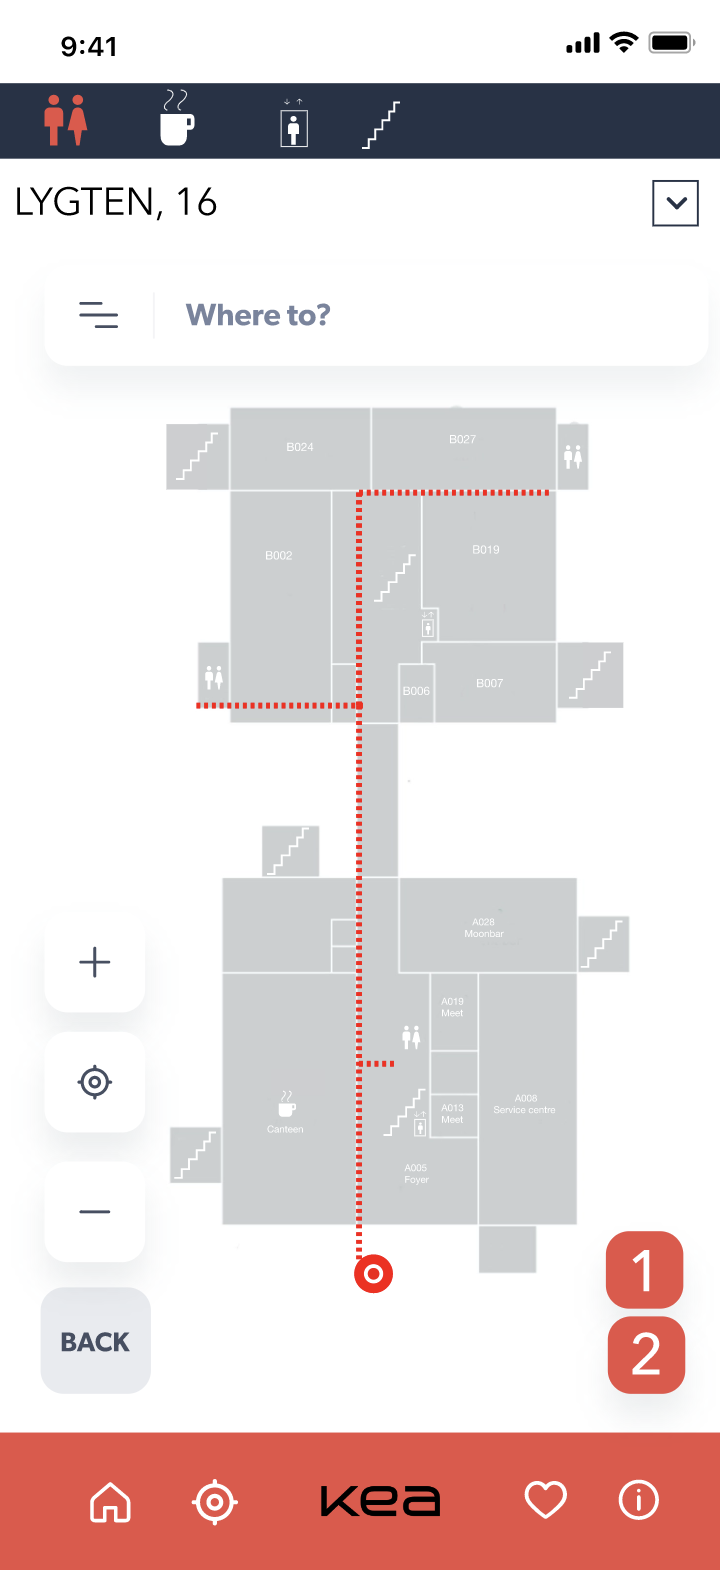 9:41
LYGTEN, 16
Where to?
B024
B027
B002
B019
B006
B007
A028
Moonbar
A019
Meet
A013
Meet
A008
Service centre
Canteen
A005
Foyer
1
BACK
2
kea